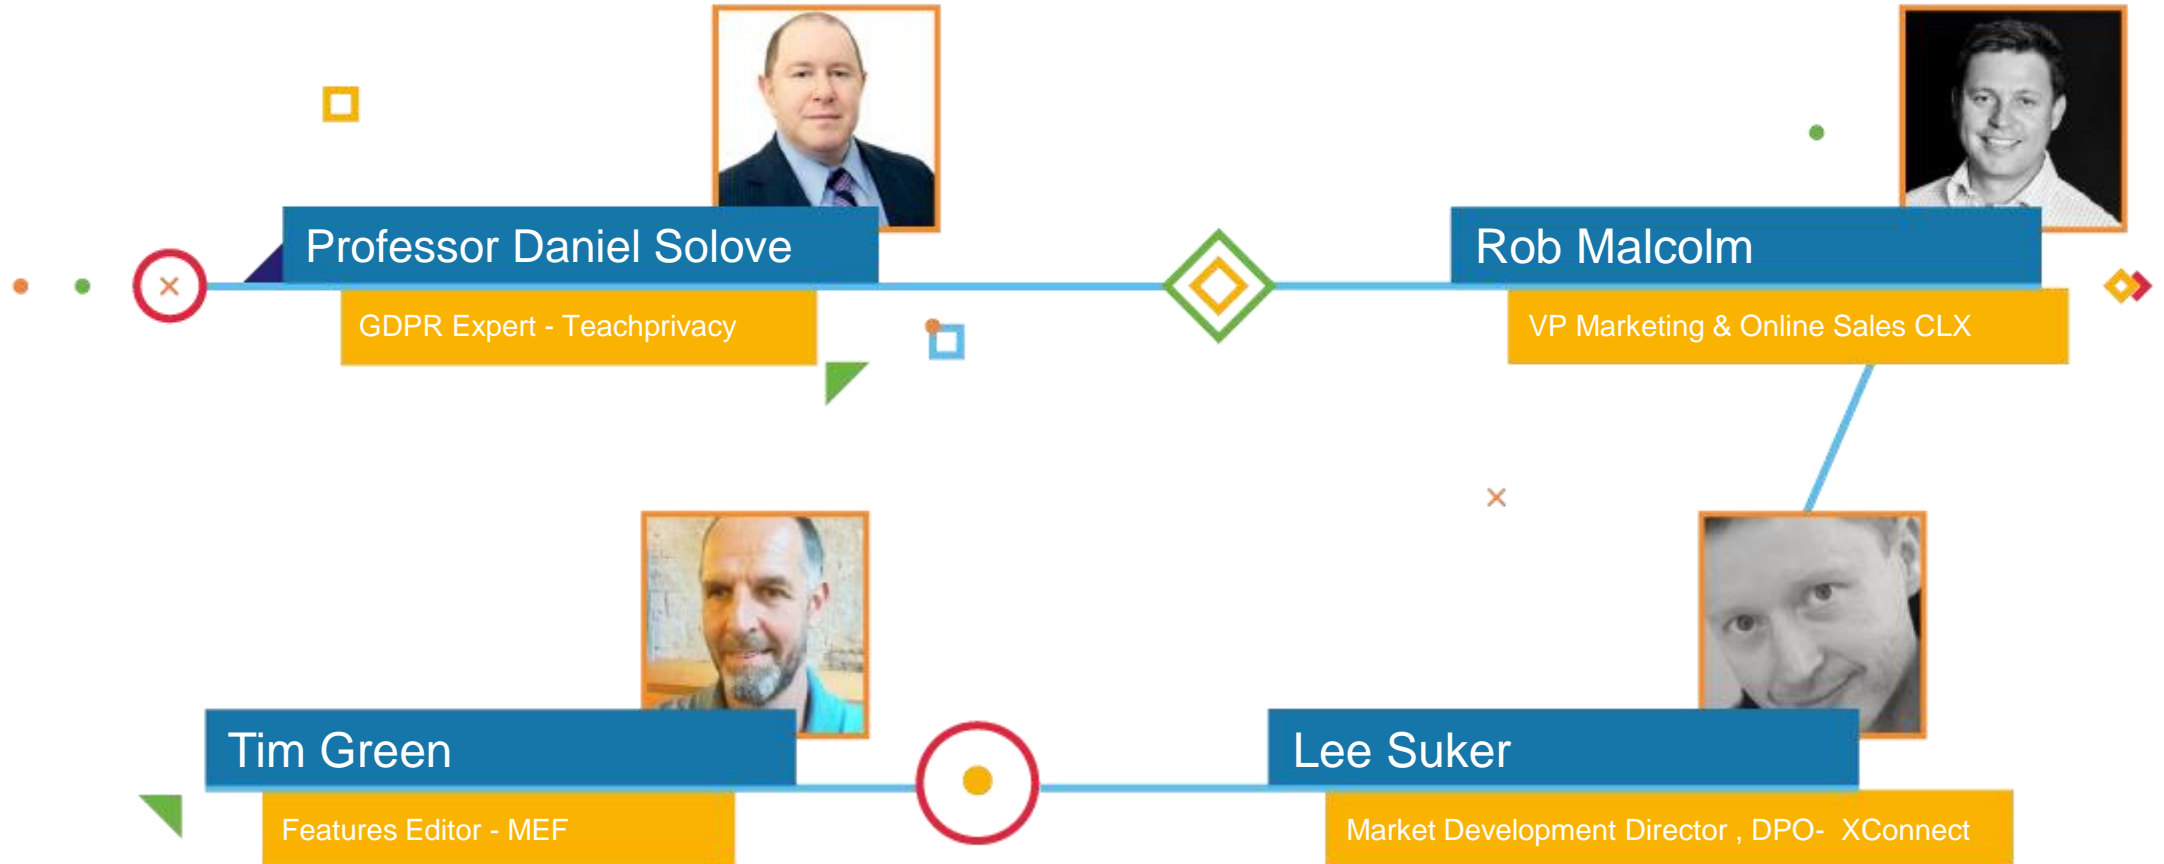 Professor Daniel Solove
GDPR Expert - Teachprivacy
Rob Malcolm
VP Marketing & Online Sales CLX
Tim Green
Features Editor - MEF
Lee Suker
Market Development Director , DPO-  XConnect